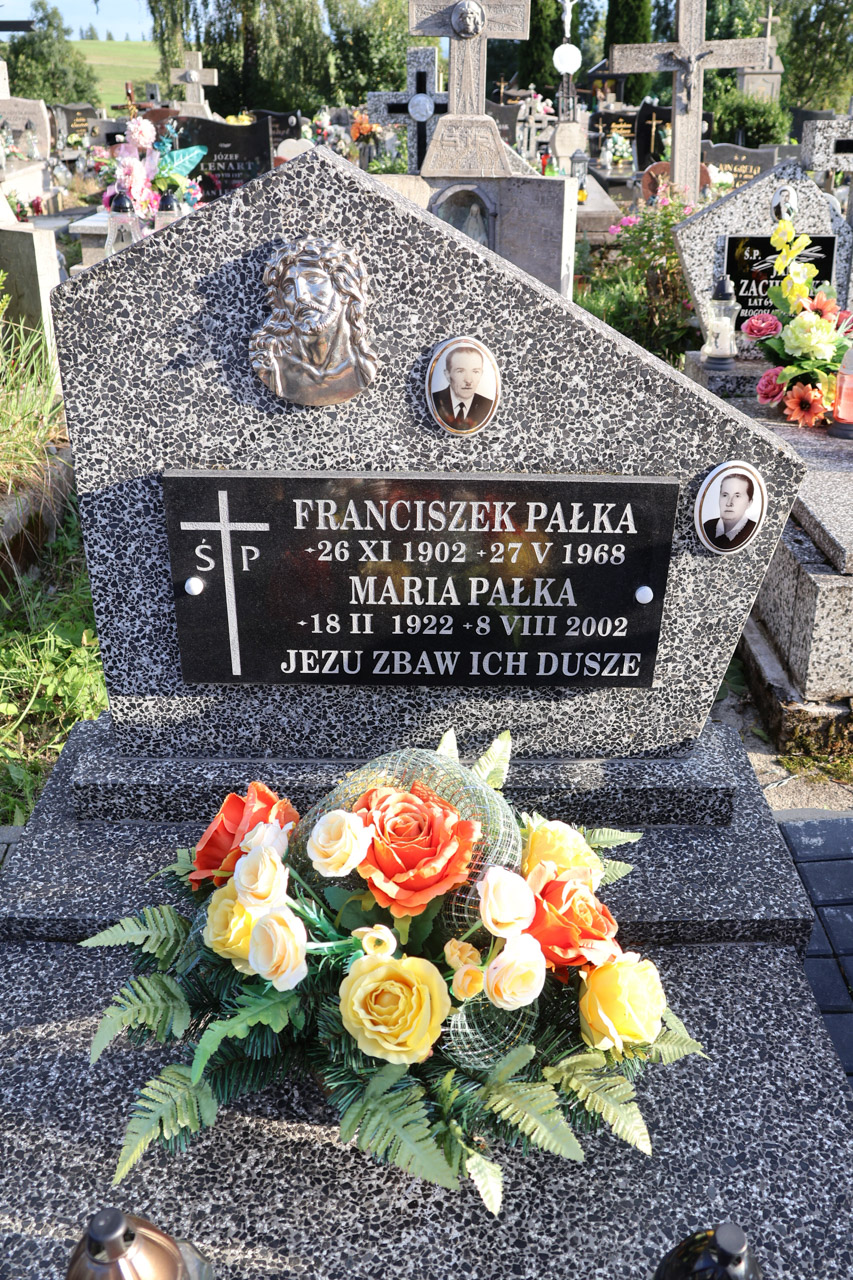 JÓZEF
Ś.P.
Ś P
FRANCISZEK PAŁKA
+26 XI 1902 +27 V 1968
MARIA PAŁKA
+18 II 1922 +8 VIII 2002
JEZU ZBAW ICH DUSZE